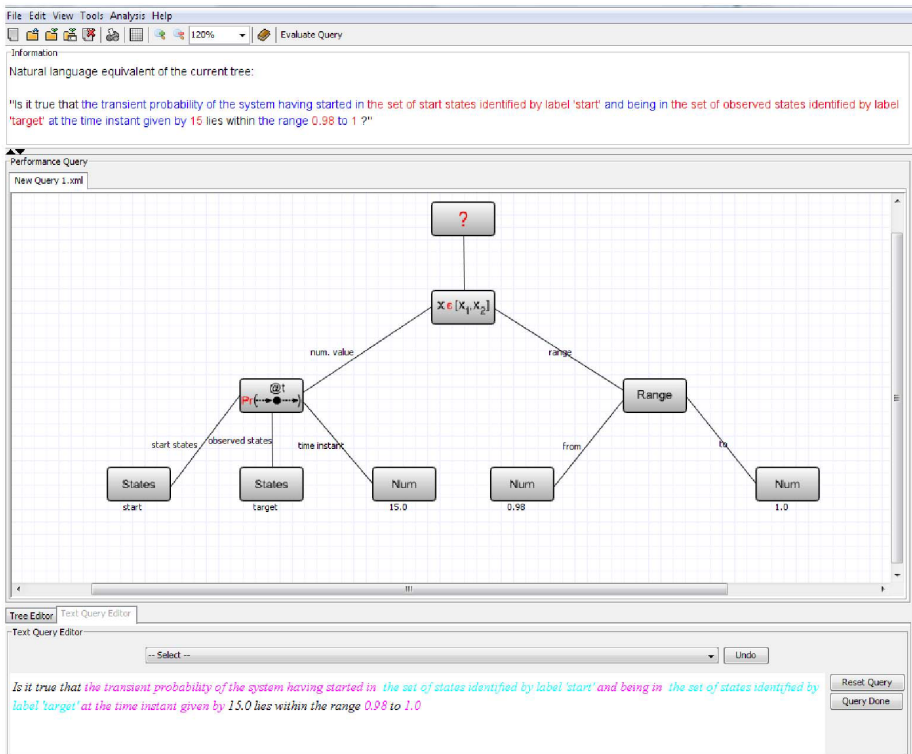 File Edit View Tools Analysis Help
120% Evaluate Query
Information
Natural language equivalent of the current tree:
"Is it true that the transient probability of the system having started in the set of start states identified by label 'start' and being in the set of observed states identified by label
'target' at the time instant given by 15 lies within the range 0.98 to 1 ?"
Performance Query
New Query 1.xml
?
X ∈ [X₁,X₂]
num. value range
@t
Pr( )
Range
start states observed states time instant from to
States States Num Num Num
start target 15.0 0.98 1.0
Tree Editor Text Query Editor
Text Query Editor
-- Select -- Undo
Is it true that the transient probability of the system having started in the set of states identified by label 'start' and being in the set of states identified by
label 'target' at the time instant given by 15.0 lies within the range 0.98 to 1.0
Reset Query
Query Done